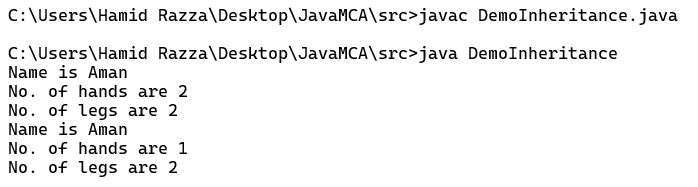 C:\Users\Hamid Razza\Desktop\JavaMCA\src>javac DemoInheritance.java
C:\Users\Hamid Razza\Desktop\JavaMCA\src>java DemoInheritance
Name is Aman
No. of hands are 2
No. of legs are 2
Name is Aman
No. of hands are 1
No. of legs are 2